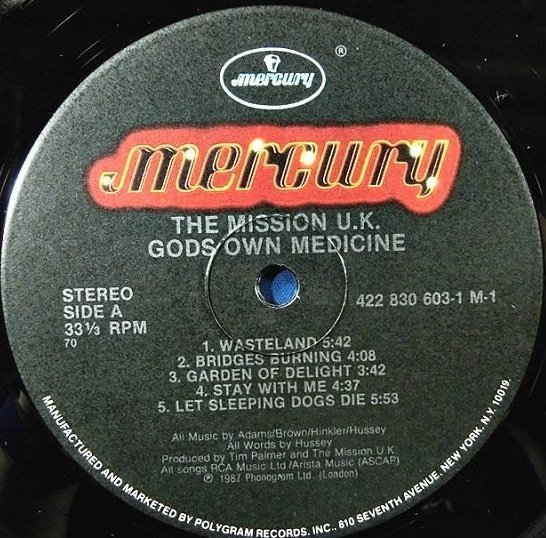 mercury
®
mercury
THE MISSION U.K.
GODS OWN MEDICINE
STEREO
SIDE A
33⅓ RPM
70
422 830 603-1 M-1
1. WASTELAND 5:42
2. BRIDGES BURNING 4:08
3. GARDEN OF DELIGHT 3:42
4. STAY WITH ME 4:37
5. LET SLEEPING DOGS DIE 5:53
All Music by Adams/Brown/Hinkler/Hussey
All Words by Hussey
Produced by Tim Palmer and The Mission U.K.
All songs RCA Music Ltd./Arista Music (ASCAP)
℗ 1987 Phonogram Ltd. (London)
MANUFACTURED AND MARKETED BY POLYGRAM RECORDS, INC., 810 SEVENTH AVENUE, NEW YORK, N.Y. 10019